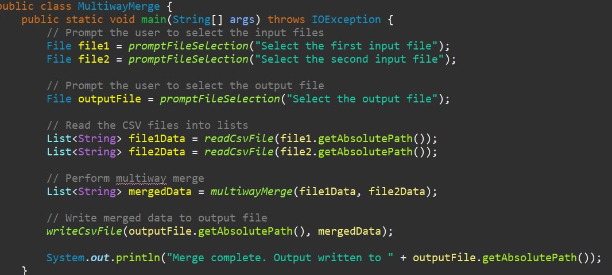 public class MultiwayMerge {
    public static void main(String[] args) throws IOException {
        // Prompt the user to select the input files
        File file1 = promptFileSelection("Select the first input file");
        File file2 = promptFileSelection("Select the second input file");

        // Prompt the user to select the output file
        File outputFile = promptFileSelection("Select the output file");

        // Read the CSV files into lists
        List<String> file1Data = readCsvFile(file1.getAbsolutePath());
        List<String> file2Data = readCsvFile(file2.getAbsolutePath());

        // Perform multiway merge
        List<String> mergedData = multiwayMerge(file1Data, file2Data);

        // Write merged data to output file
        writeCsvFile(outputFile.getAbsolutePath(), mergedData);

        System.out.println("Merge complete. Output written to " + outputFile.getAbsolutePath());
    }